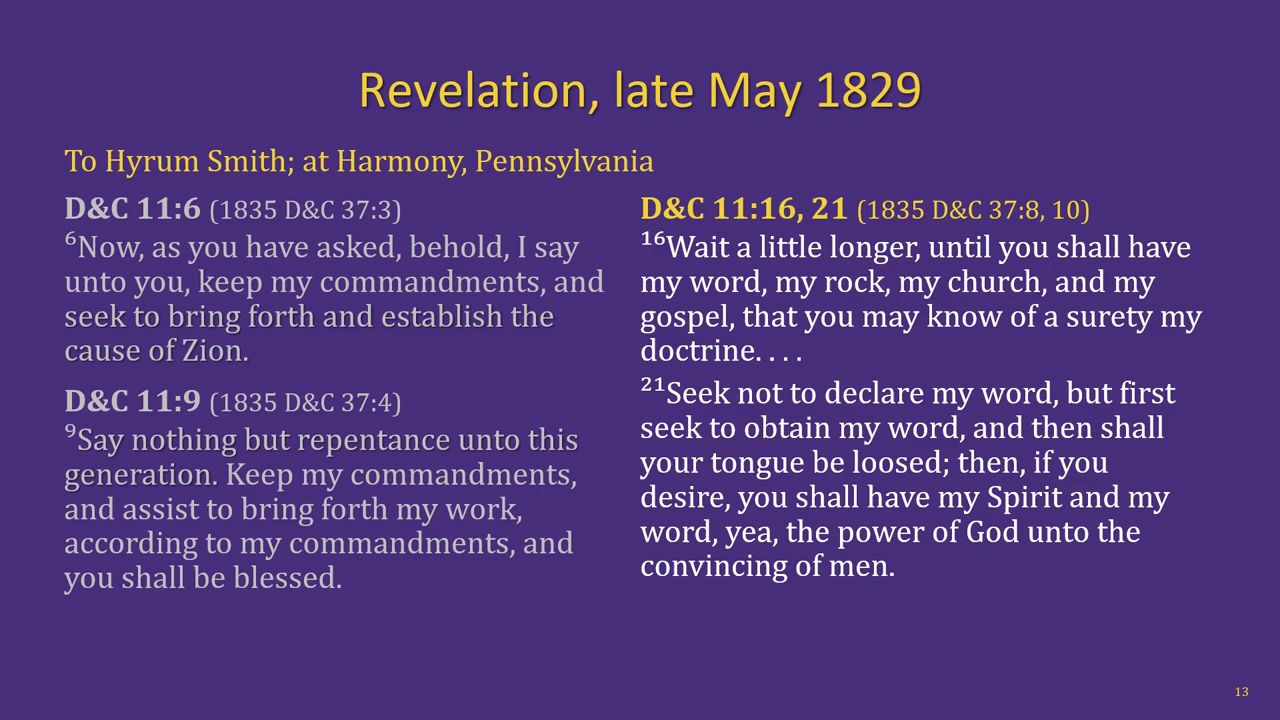 Revelation, late May 1829
To Hyrum Smith; at Harmony, Pennsylvania
D&C 11:6 (1835 D&C 37:3)
⁶Now, as you have asked, behold, I say
unto you, keep my commandments, and
seek to bring forth and establish the
cause of Zion.
D&C 11:9 (1835 D&C 37:4)
⁹Say nothing but repentance unto this
generation. Keep my commandments,
and assist to bring forth my work,
according to my commandments, and
you shall be blessed.
D&C 11:16, 21 (1835 D&C 37:8, 10)
¹⁶Wait a little longer, until you shall have
my word, my rock, my church, and my
gospel, that you may know of a surety my
doctrine. . . .
²¹Seek not to declare my word, but first
seek to obtain my word, and then shall
your tongue be loosed; then, if you
desire, you shall have my Spirit and my
word, yea, the power of God unto the
convincing of men.
13